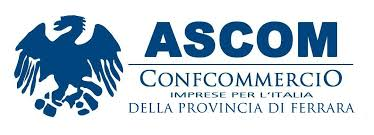 ASCOM
CONFCOMMERCIO
IMPRESE PER L'ITALIA
DELLA PROVINCIA DI FERRARA